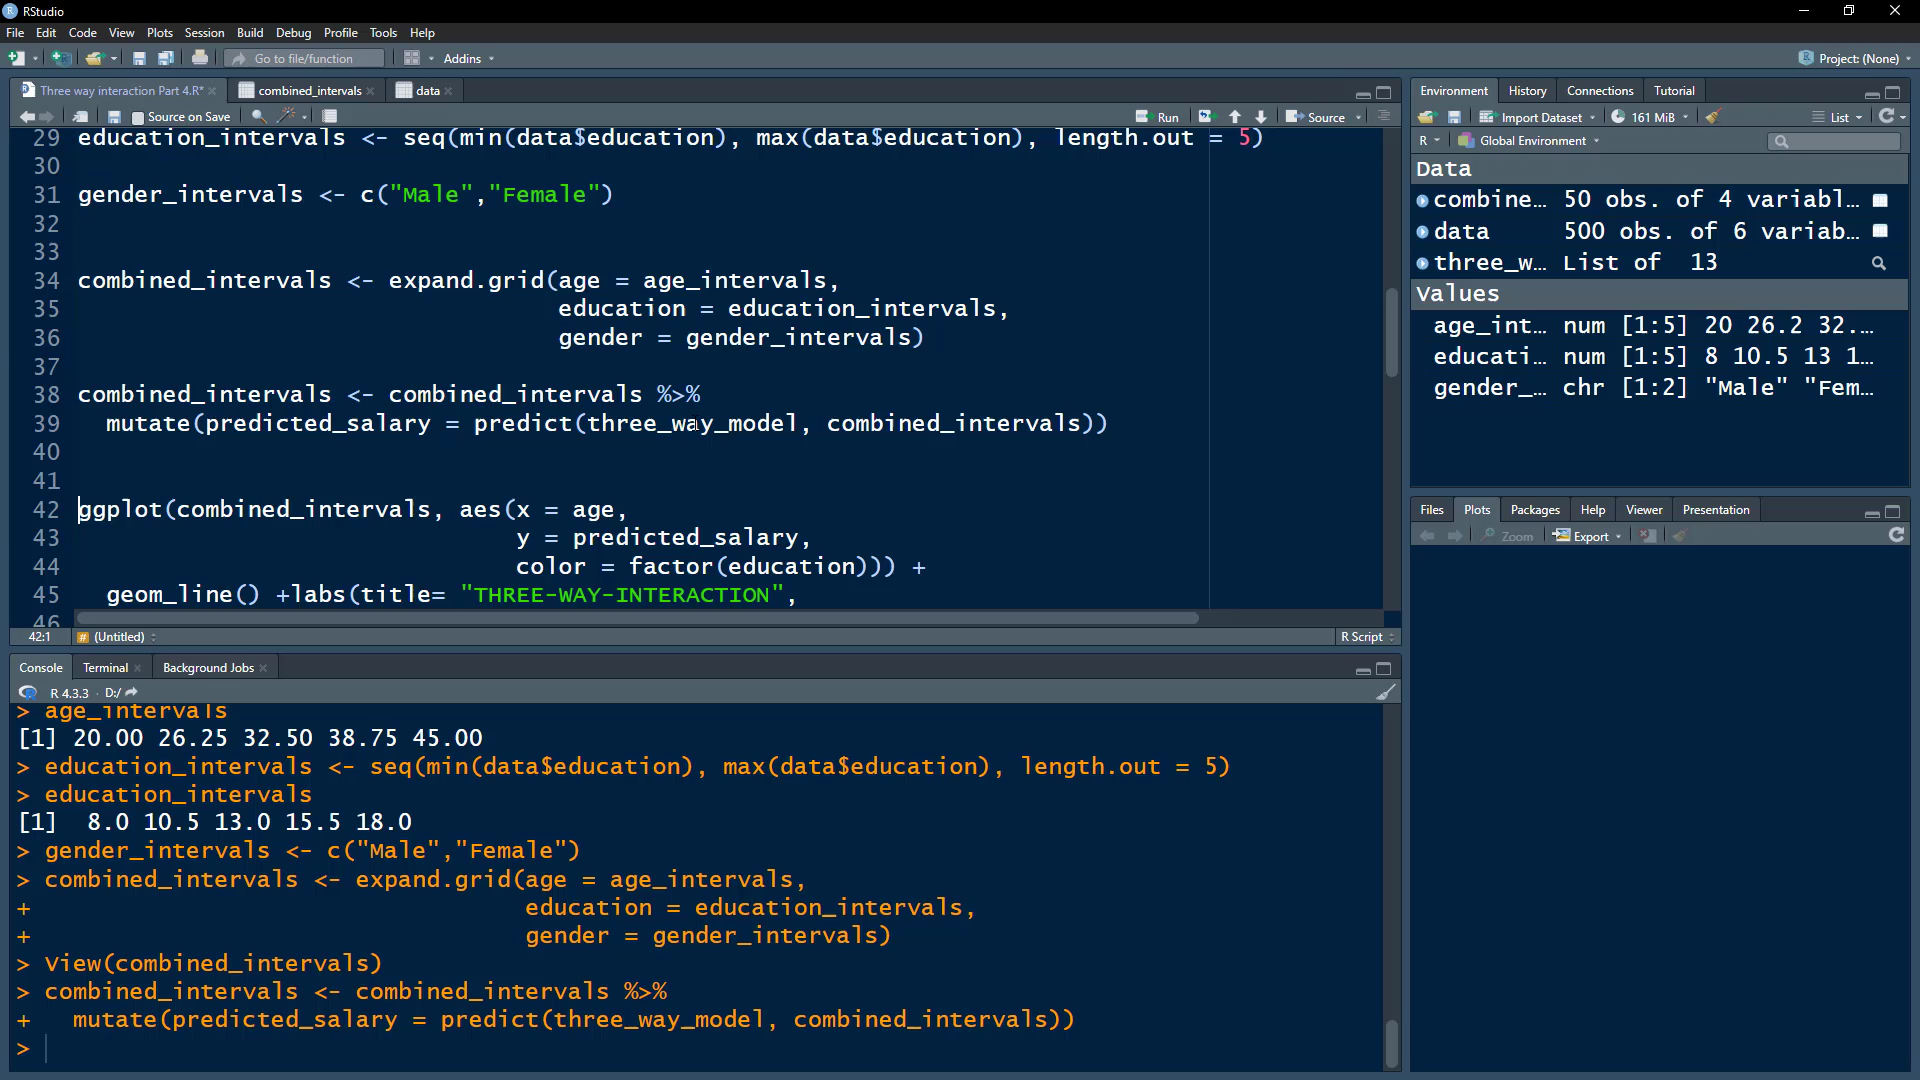 RStudio
File Edit Code View Plots Session Build Debug Profile Tools Help
Go to file/function Addins Project: (None)
Three way interaction Part 4.R* combined_intervals data
Source on Save Run Source
29 education_intervals <- seq(min(data$education), max(data$education), length.out = 5)
30
31 gender_intervals <- c("Male","Female")
32
33
34 combined_intervals <- expand.grid(age = age_intervals,
35 education = education_intervals,
36 gender = gender_intervals)
37
38 combined_intervals <- combined_intervals %>%
39 mutate(predicted_salary = predict(three_way_model, combined_intervals))
40
41
42 ggplot(combined_intervals, aes(x = age,
43 y = predicted_salary,
44 color = factor(education))) +
45 geom_line() +labs(title= "THREE-WAY-INTERACTION",
46
42:1 (Untitled) R Script
Console Terminal Background Jobs
R 4.3.3 · D:/
> age_intervals
[1] 20.00 26.25 32.50 38.75 45.00
> education_intervals <- seq(min(data$education), max(data$education), length.out = 5)
> education_intervals
[1] 8.0 10.5 13.0 15.5 18.0
> gender_intervals <- c("Male","Female")
> combined_intervals <- expand.grid(age = age_intervals,
+ education = education_intervals,
+ gender = gender_intervals)
> View(combined_intervals)
> combined_intervals <- combined_intervals %>%
+ mutate(predicted_salary = predict(three_way_model, combined_intervals))
>
Environment History Connections Tutorial
Import Dataset 161 MiB List
R Global Environment
Data
combine... 50 obs. of 4 variabl...
data 500 obs. of 6 variab...
three_w... List of 13
Values
age_int... num [1:5] 20 26.2 32....
educati... num [1:5] 8 10.5 13 1...
gender_... chr [1:2] "Male" "Fem...
Files Plots Packages Help Viewer Presentation
Zoom Export